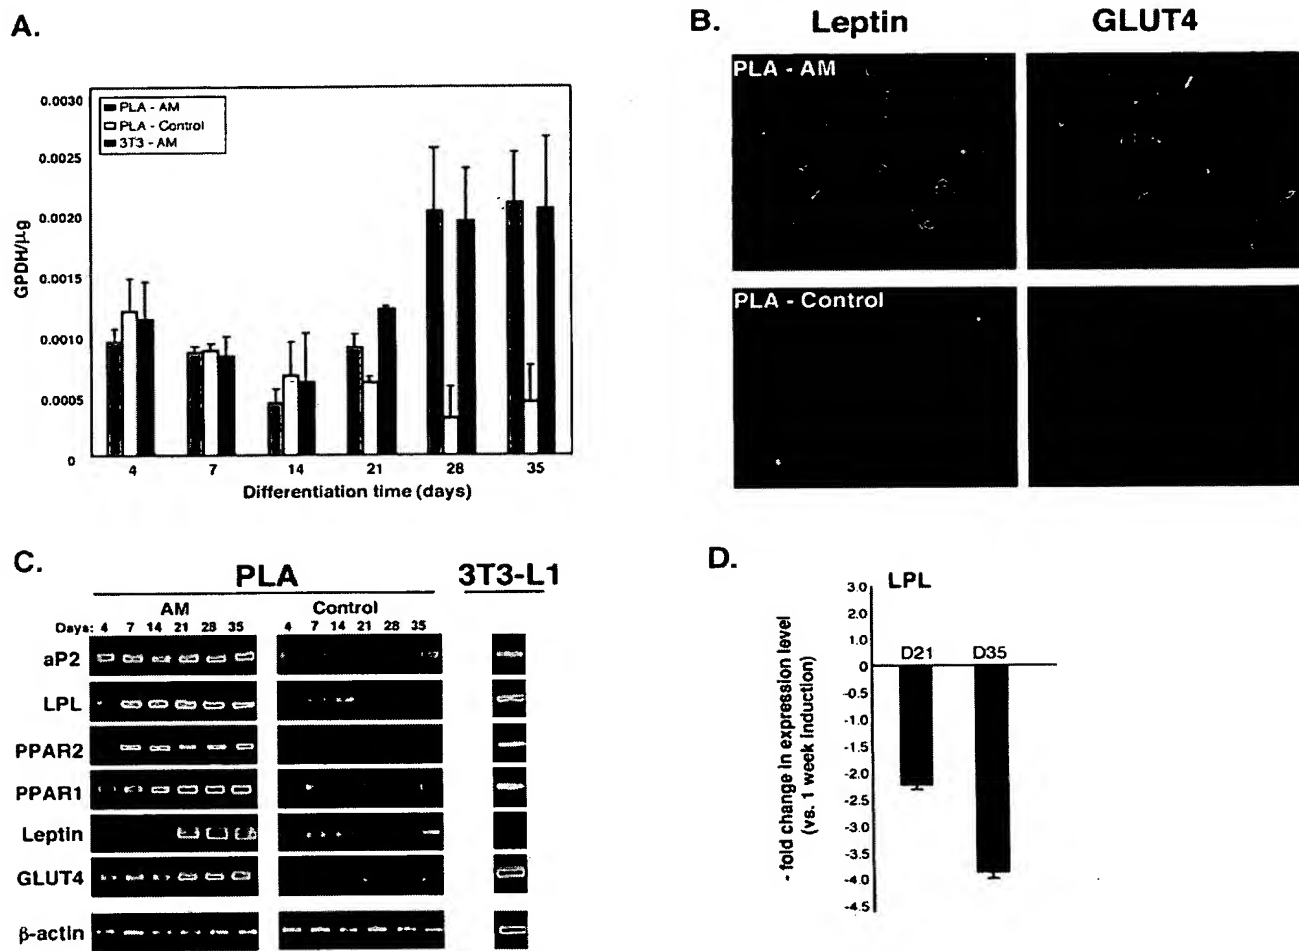 A.
0.0030
0.0025
0.0020
0.0015
0.0010
0.0005
0
GPDH/µg
PLA - AM
PLA - Control
3T3 - AM
4 7 14 21 28 35
Differentiation time (days)
B.
Leptin GLUT4
PLA - AM
PLA - Control
C.
PLA 3T3-L1
AM Control
Days: 4 7 14 21 28 35 4 7 14 21 28 35
aP2
LPL
PPAR2
PPAR1
Leptin
GLUT4
β-actin
D.
LPL
3.0
2.0
1.0
0
-0.5
-1.0
-1.5
-2.0
-2.5
-3.0
-3.5
-4.0
-4.5
D21 D35
- fold change in expression level
(vs. 1 week induction)